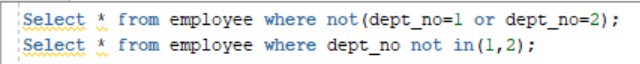 Select * from employee where not(dept_no=1 or dept_no=2);
Select * from employee where dept_no not in(1,2);